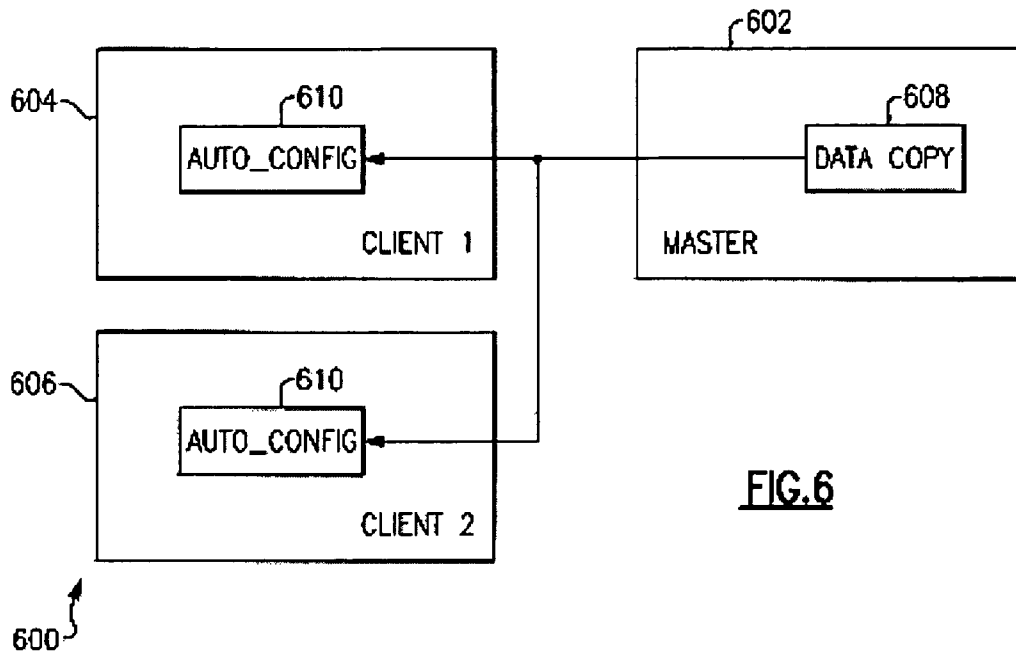 602
604
610
608
AUTO_CONFIG
DATA COPY
CLIENT 1
MASTER
606
610
AUTO_CONFIG
CLIENT 2
FIG.6
600